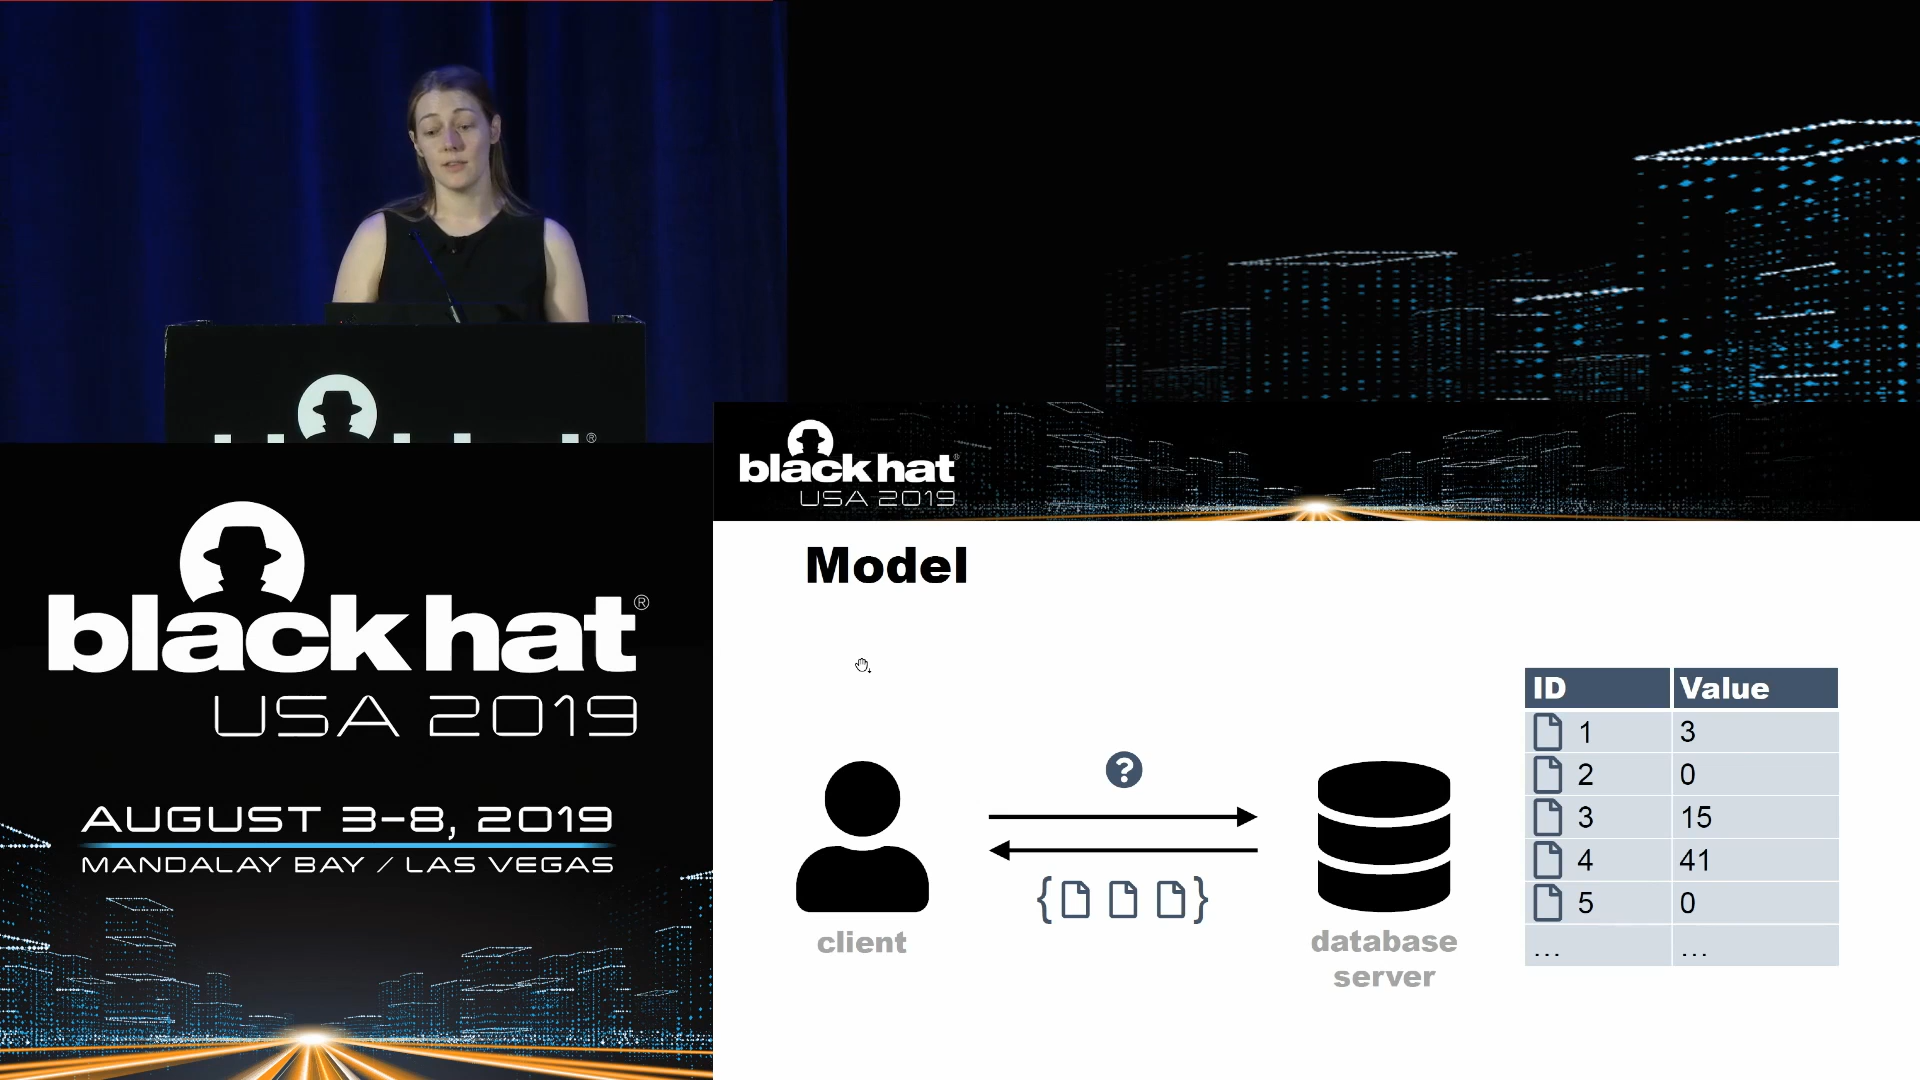 black hat®
USA 2019
AUGUST 3-8, 2019
MANDALAY BAY / LAS VEGAS
black hat®
USA 2019
Model
?
{ }
client
database
server
ID Value
1 3
2 0
3 15
4 41
5 0
... ...